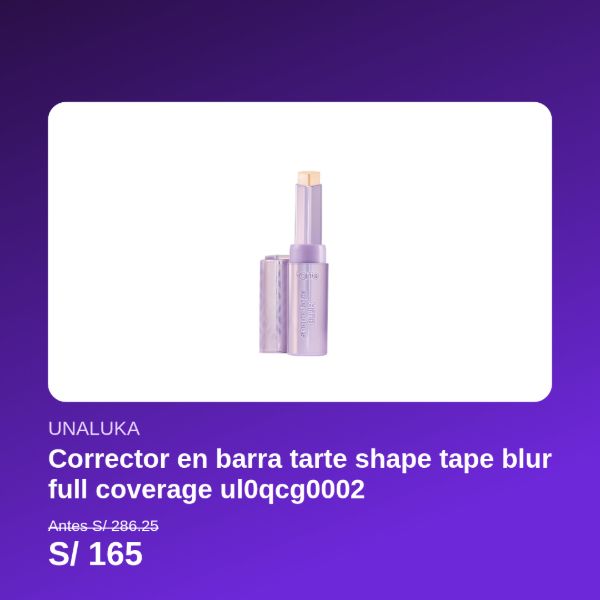 UNALUKA
Corrector en barra tarte shape tape blur
full coverage ul0qcg0002
Antes S/ 286.25
S/ 165